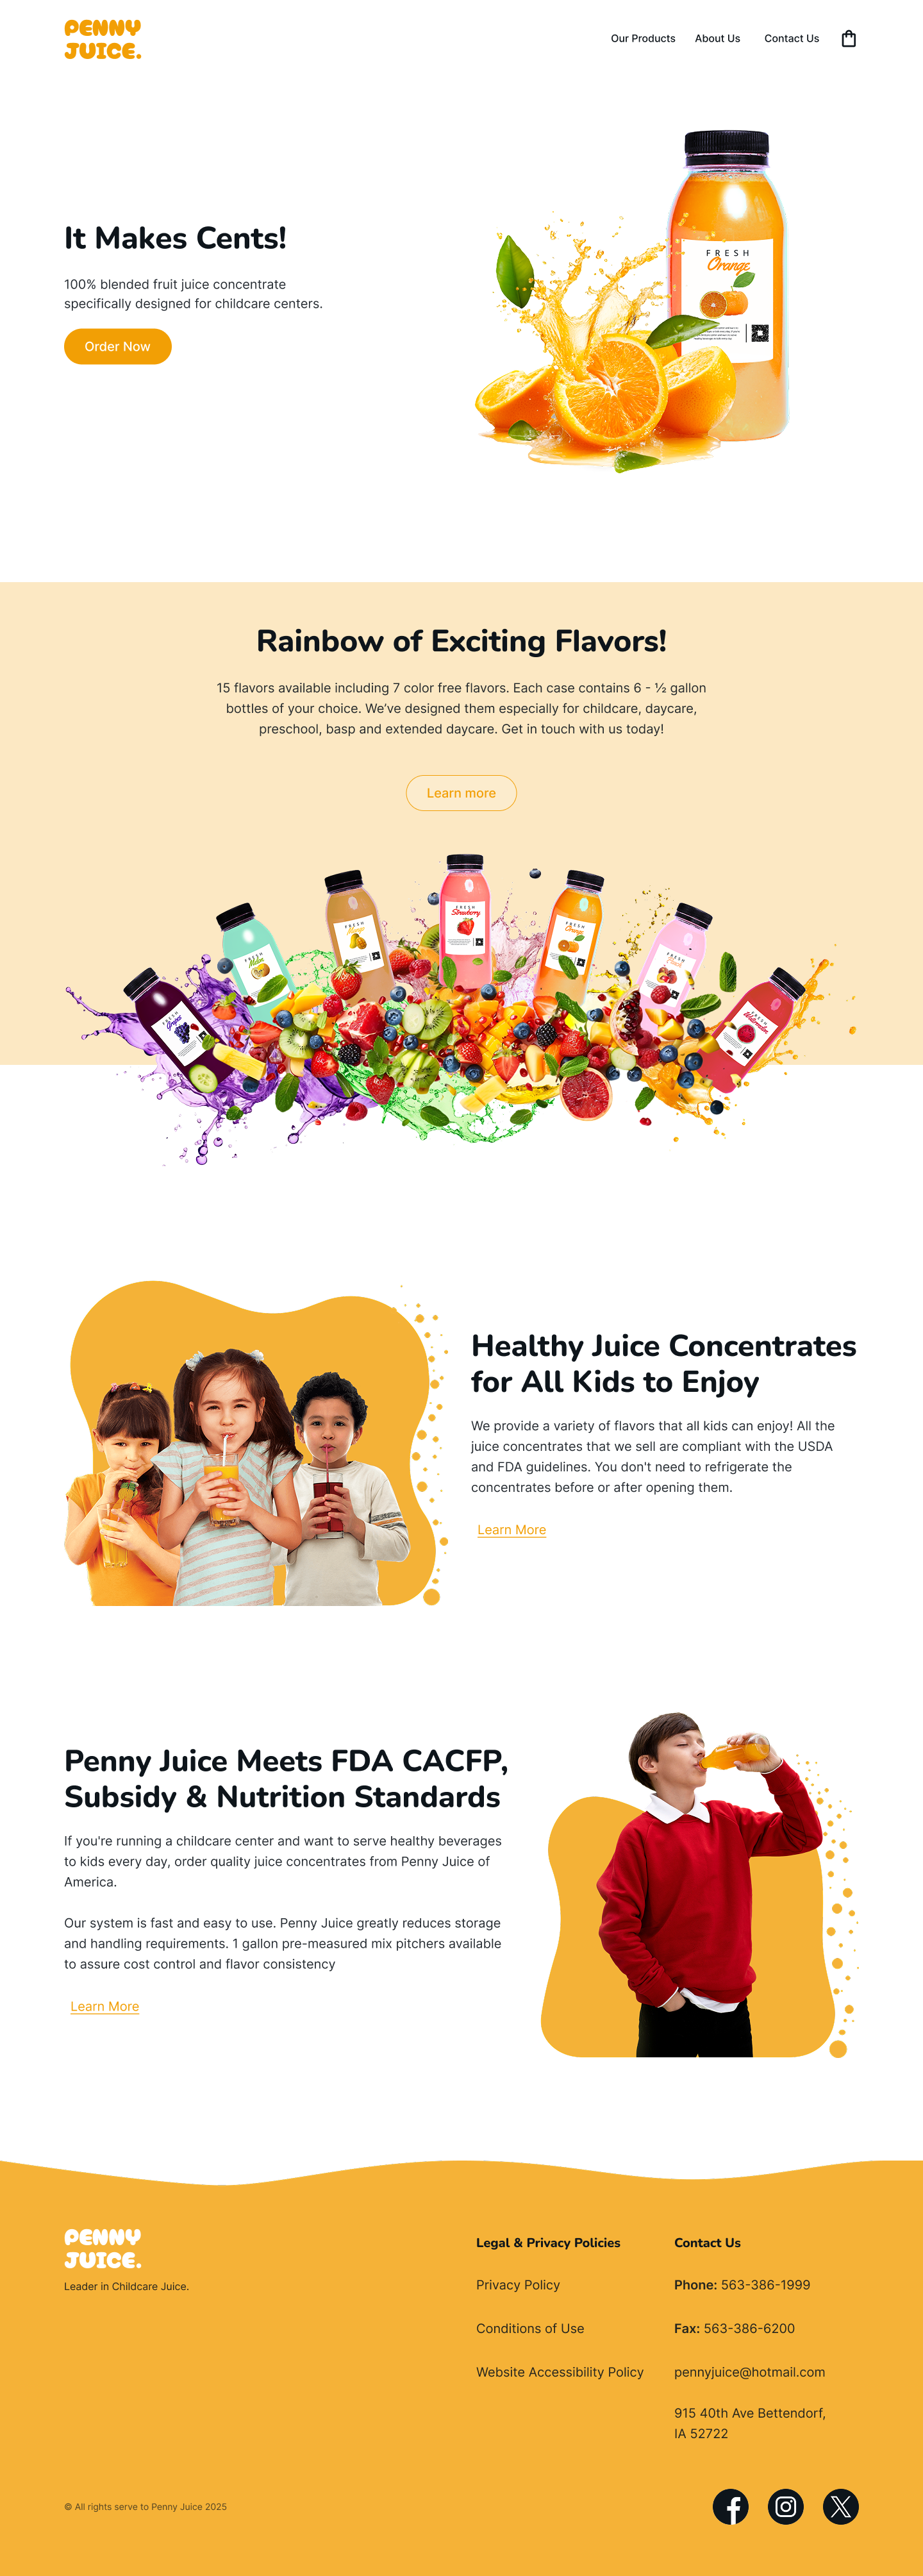 PENNY
JUICE.
Our Products
About Us
Contact Us
It Makes Cents!
100% blended fruit juice concentrate
specifically designed for childcare centers.
Order Now
FRESH
Orange
Rainbow of Exciting Flavors!
15 flavors available including 7 color free flavors. Each case contains 6 - ½ gallon
bottles of your choice. We've designed them especially for childcare, daycare,
preschool, basp and extended daycare. Get in touch with us today!
Learn more
FRESH
Grapes
FRESH
Melon
FRESH
Mango
FRESH
Strawberry
FRESH
Orange
FRESH
FRESH
Watermelon
Healthy Juice Concentrates
for All Kids to Enjoy
We provide a variety of flavors that all kids can enjoy! All the
juice concentrates that we sell are compliant with the USDA
and FDA guidelines. You don't need to refrigerate the
concentrates before or after opening them.
Learn More
Penny Juice Meets FDA CACFP,
Subsidy & Nutrition Standards
If you're running a childcare center and want to serve healthy beverages
to kids every day, order quality juice concentrates from Penny Juice of
America.
Our system is fast and easy to use. Penny Juice greatly reduces storage
and handling requirements. 1 gallon pre-measured mix pitchers available
to assure cost control and flavor consistency
Learn More
PENNY
JUICE.
Leader in Childcare Juice.
Legal & Privacy Policies
Privacy Policy
Conditions of Use
Website Accessibility Policy
Contact Us
Phone: 563-386-1999
Fax: 563-386-6200
pennyjuice@hotmail.com
915 40th Ave Bettendorf,
IA 52722
© All rights serve to Penny Juice 2025